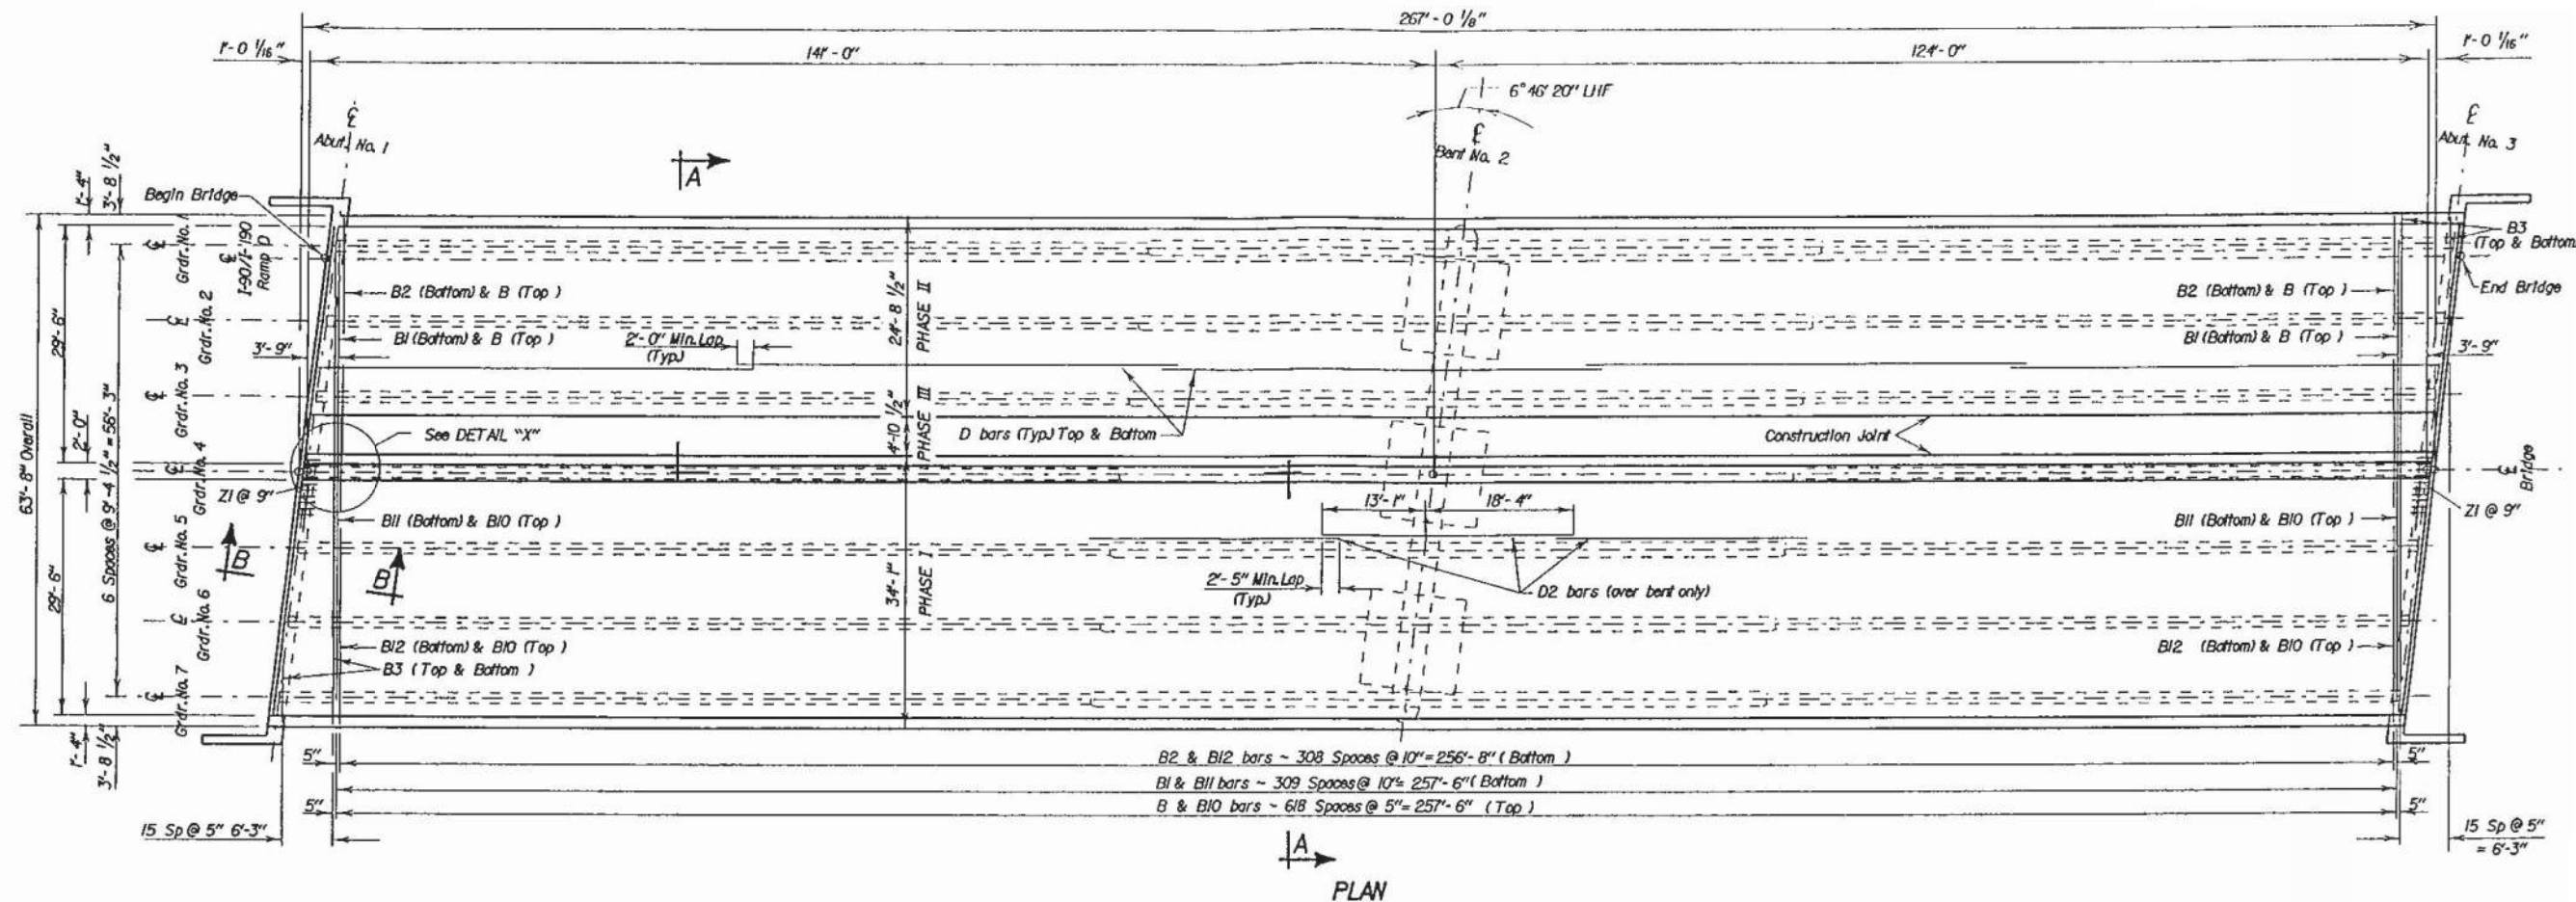 267'-0 1/8"
1'-0 1/16"
141'-0"
124'-0"
1'-0 1/16"
6°46'20" LHF
℄
Abut. No. 1
℄
Bent No. 2
℄
Abut. No. 3
A
1'-4"
3'-8 1/2"
Begin Bridge
℄ Grdr. No. 1
℄ I-90/I-190
Ramp D
B3
(Top & Bottom
End Bridge
B2 (Bottom) & B (Top )
B2 (Bottom) & B (Top )
℄ Grdr. No. 2
B1 (Bottom) & B (Top )
2'-0" Min. Lap
(Typ.)
24'-8 1/2"
PHASE II
B1 (Bottom) & B (Top )
29'-6"
3'-9"
3'-9"
℄ Grdr. No. 3
See DETAIL "X"
4'-10 1/2"
PHASE III
D bars (Typ.) Top & Bottom
Construction Joint
63'-8" Overall
2'-0"
6 Spaces @ 9'-4 1/2" = 56'-3"
℄ Grdr. No. 4
℄
Bridge
Z1 @ 9"
13'-1"
18'-4"
Z1 @ 9"
B11 (Bottom) & B10 (Top )
B11 (Bottom) & B10 (Top )
℄ Grdr. No. 5
B
B
2'-5" Min. Lap
(Typ.)
D2 bars (over bent only)
29'-6"
34'-1"
PHASE I
℄ Grdr. No. 6
B12 (Bottom) & B10 (Top )
B12 (Bottom) & B10 (Top )
B3 ( Top & Bottom )
℄ Grdr. No. 7
1'-4"
3'-8 1/2"
5"
B2 & B12 bars ~ 308 Spaces @ 10" = 256'-8" ( Bottom )
5"
B1 & B11 bars ~ 309 Spaces @ 10"= 257'-6" ( Bottom )
5"
B & B10 bars ~ 618 Spaces @ 5"= 257'-6" (Top )
5"
15 Sp @ 5" 6'-3"
15 Sp @ 5"
= 6'-3"
A
PLAN